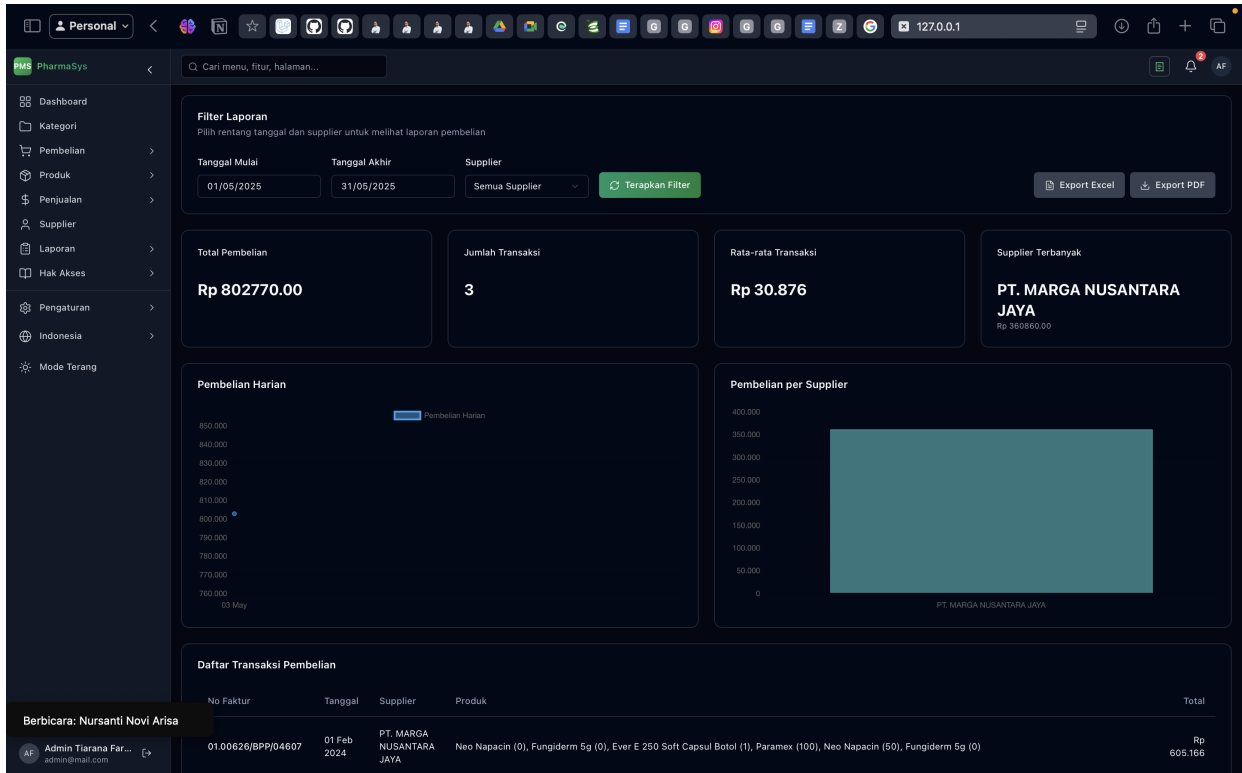 Personal
G
G
G
G
Z
G
127.0.0.1
PMS PharmaSys
Cari menu, fitur, halaman...
2
AF
Dashboard
Kategori
Pembelian
Produk
Penjualan
Supplier
Laporan
Hak Akses
Pengaturan
Indonesia
Mode Terang
Filter Laporan
Pilih rentang tanggal dan supplier untuk melihat laporan pembelian
Tanggal Mulai
Tanggal Akhir
Supplier
01/05/2025
31/05/2025
Semua Supplier
Terapkan Filter
Export Excel
Export PDF
Total Pembelian
Rp 802770.00
Jumlah Transaksi
3
Rata-rata Transaksi
Rp 30.876
Supplier Terbanyak
PT. MARGA NUSANTARA
JAYA
Rp 360860.00
Pembelian Harian
Pembelian Harian
850.000
840.000
830.000
820.000
810.000
800.000
790.000
780.000
770.000
760.000
03 May
Pembelian per Supplier
400.000
350.000
300.000
250.000
200.000
150.000
100.000
50.000
0
PT. MARGA NUSANTARA JAYA
Daftar Transaksi Pembelian
No Faktur Tanggal Supplier Produk Total
01.00626/BPP/04607
01 Feb
2024
PT. MARGA
NUSANTARA
JAYA
Neo Napacin (0), Fungiderm 5g (0), Ever E 250 Soft Capsul Botol (1), Paramex (100), Neo Napacin (50), Fungiderm 5g (0)
Rp
605.166
Berbicara: Nursanti Novi Arisa
AF
Admin Tiarana Far...
admin@mail.com